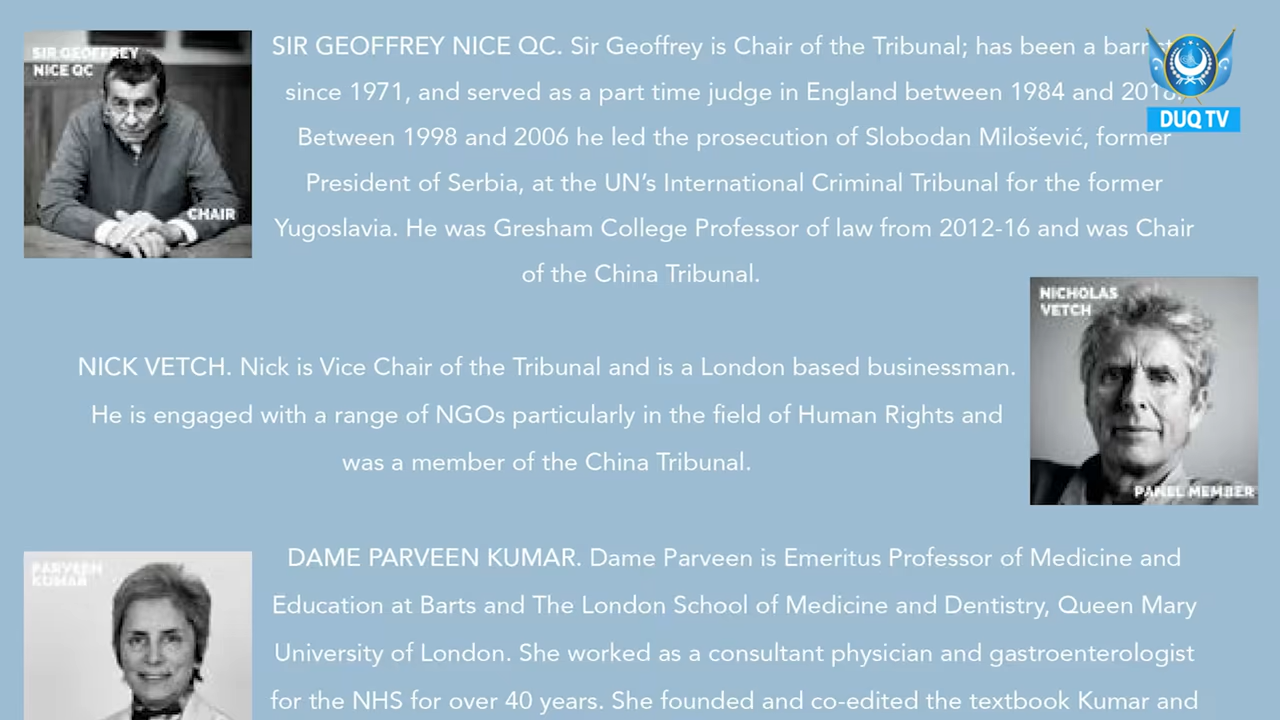 SIR GEOFFREY
NICE QC
CHAIR
SIR GEOFFREY NICE QC. Sir Geoffrey is Chair of the Tribunal; has been a
since 1971, and served as a part time judge in England between 1984 and 2018.
Between 1998 and 2006 he led the prosecution of Slobodan Milošević, former
President of Serbia, at the UN’s International Criminal Tribunal for the former
Yugoslavia. He was Gresham College Professor of law from 2012-16 and was Chair
of the China Tribunal.
DUQ TV
NICK VETCH. Nick is Vice Chair of the Tribunal and is a London based businessman.
He is engaged with a range of NGOs particularly in the field of Human Rights and
was a member of the China Tribunal.
NICHOLAS
VETCH
PANEL MEMBER
PARVEEN
KUMAR
DAME PARVEEN KUMAR. Dame Parveen is Emeritus Professor of Medicine and
Education at Barts and The London School of Medicine and Dentistry, Queen Mary
University of London. She worked as a consultant physician and gastroenterologist
for the NHS for over 40 years. She founded and co-edited the textbook Kumar and